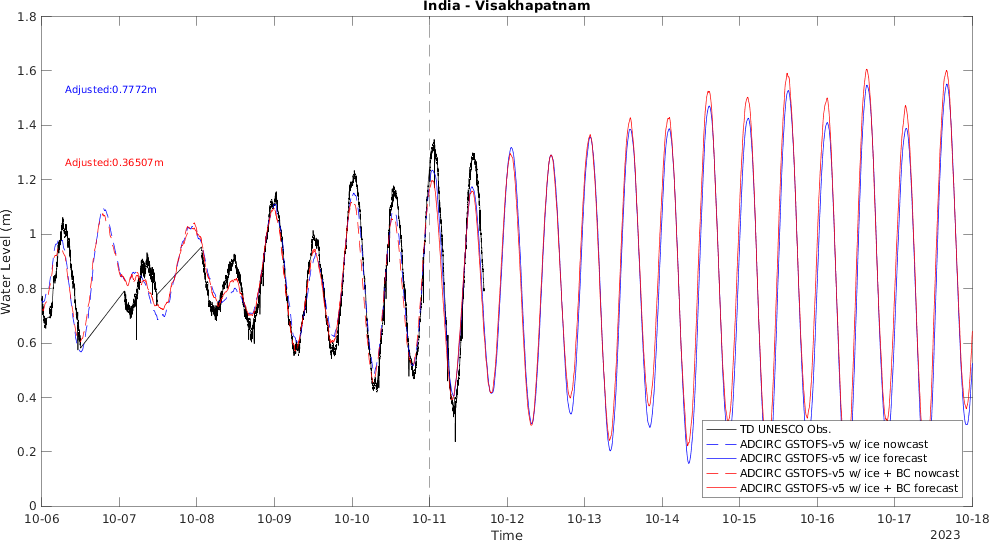 India - Visakhapatnam
1.8
1.6
1.4
1.2
1
0.8
0.6
0.4
0.2
0
Water Level (m)
Adjusted:0.7772m
Adjusted:0.36507m
TD UNESCO Obs.
ADCIRC GSTOFS-v5 w/ ice nowcast
ADCIRC GSTOFS-v5 w/ ice forecast
ADCIRC GSTOFS-v5 w/ ice + BC nowcast
ADCIRC GSTOFS-v5 w/ ice + BC forecast
10-06 10-07 10-08 10-09 10-10 10-11 10-12 10-13 10-14 10-15 10-16 10-17 10-18
Time
2023